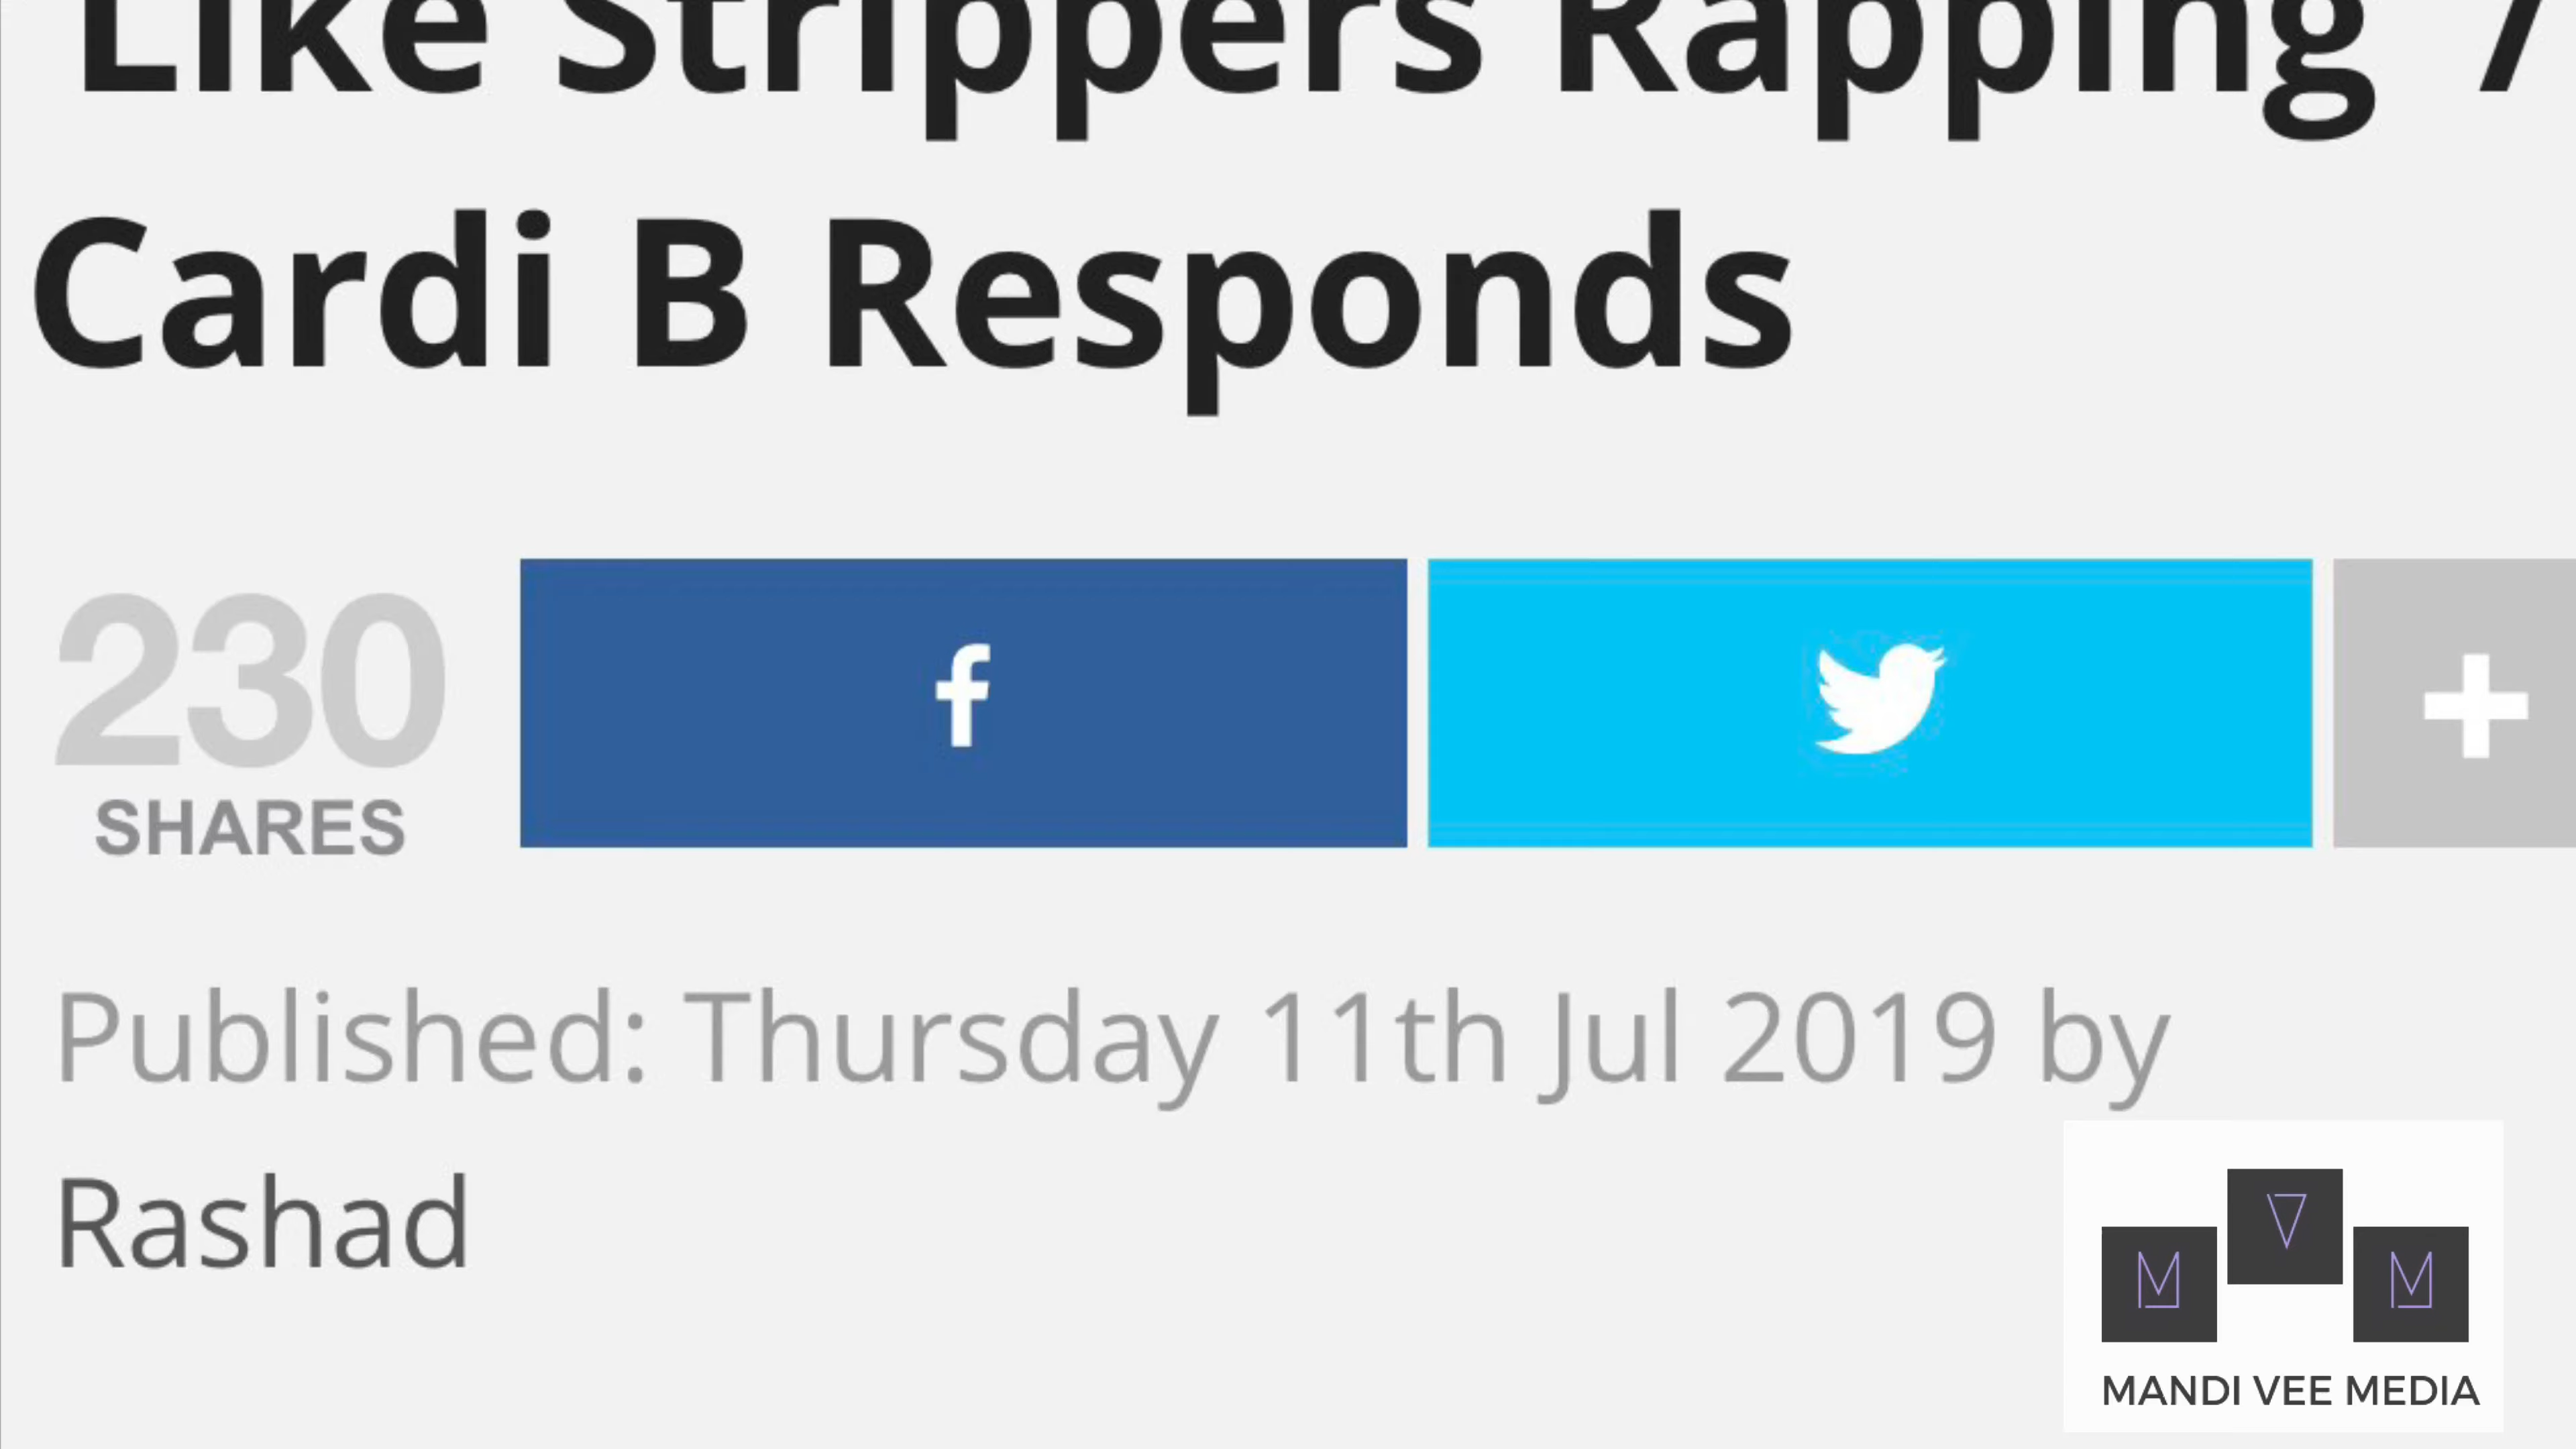 Like Strippers Rapping" /
Cardi B Responds
230
SHARES
Published: Thursday 11th Jul 2019 by
Rashad
M V M
MANDI VEE MEDIA